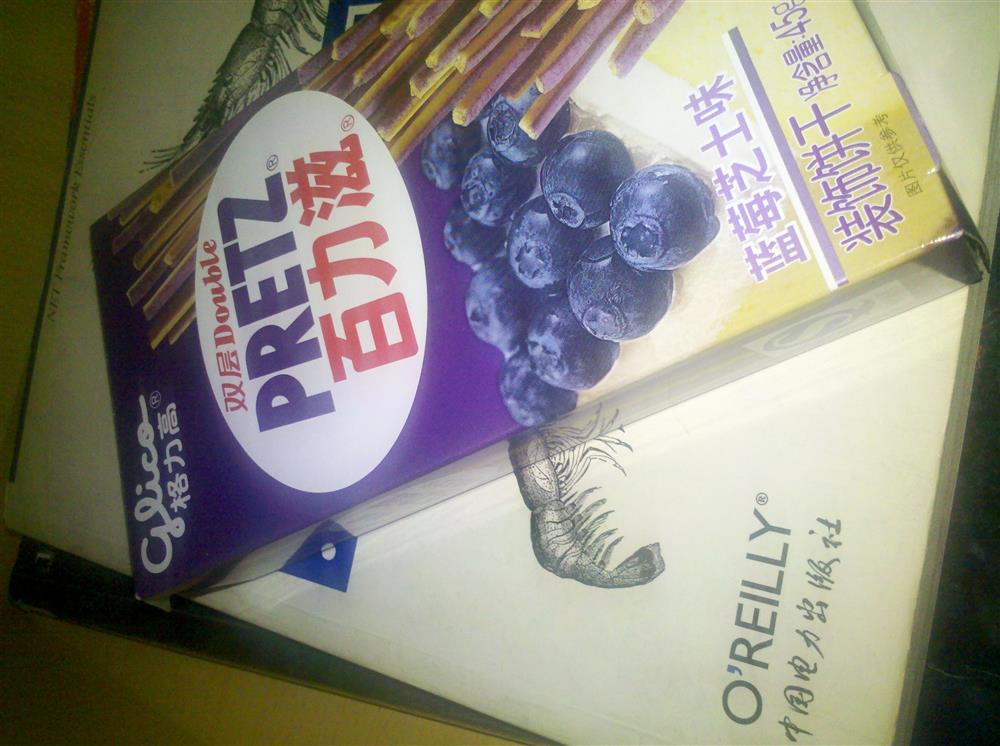 glico®
格力高
双层Double
PRETZ®
百力滋®
蓝莓芝士味
装饰饼干 净含量:45g
图片仅供参考
.NET Framework Essentials
O'REILLY®
中国电力出版社